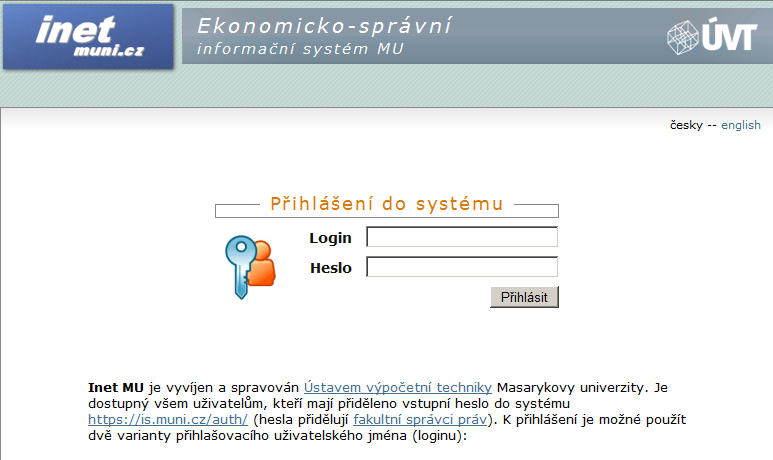 inet
muni.cz
Ekonomicko-správní
informační systém MU
ÚVT
česky -- english
Přihlášení do systému
Login
Heslo
Přihlásit
Inet MU je vyvíjen a spravován Ústavem výpočetní techniky Masarykovy univerzity. Je
dostupný všem uživatelům, kteří mají přiděleno vstupní heslo do systému
https://is.muni.cz/auth/ (hesla přidělují fakultní správci práv). K přihlášení je možné použít
dvě varianty přihlašovacího uživatelského jména (loginu):